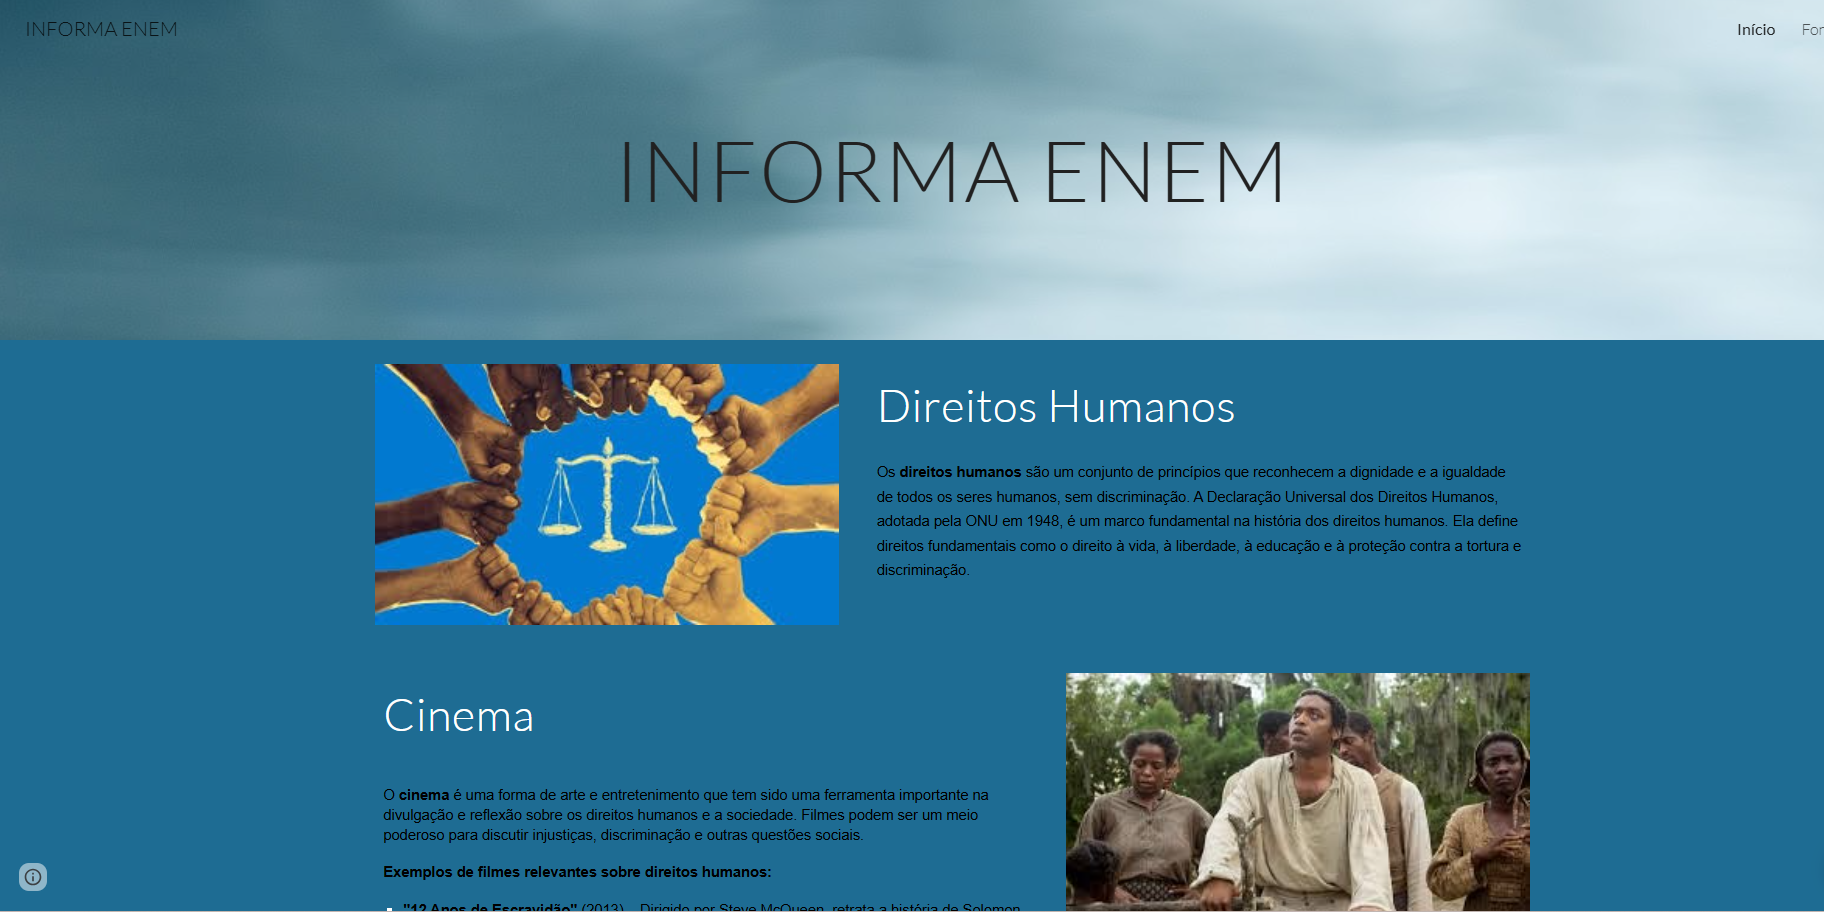 INFORMA ENEM
Início
For
INFORMA ENEM
Direitos Humanos
Os direitos humanos são um conjunto de princípios que reconhecem a dignidade e a igualdade
de todos os seres humanos, sem discriminação. A Declaração Universal dos Direitos Humanos,
adotada pela ONU em 1948, é um marco fundamental na história dos direitos humanos. Ela define
direitos fundamentais como o direito à vida, à liberdade, à educação e à proteção contra a tortura e
discriminação.
Cinema
O cinema é uma forma de arte e entretenimento que tem sido uma ferramenta importante na
divulgação e reflexão sobre os direitos humanos e a sociedade. Filmes podem ser um meio
poderoso para discutir injustiças, discriminação e outras questões sociais.
Exemplos de filmes relevantes sobre direitos humanos:
"12 Anos de Escravidão" (2013) – Dirigido por Steve McQueen, retrata a história de Solomon